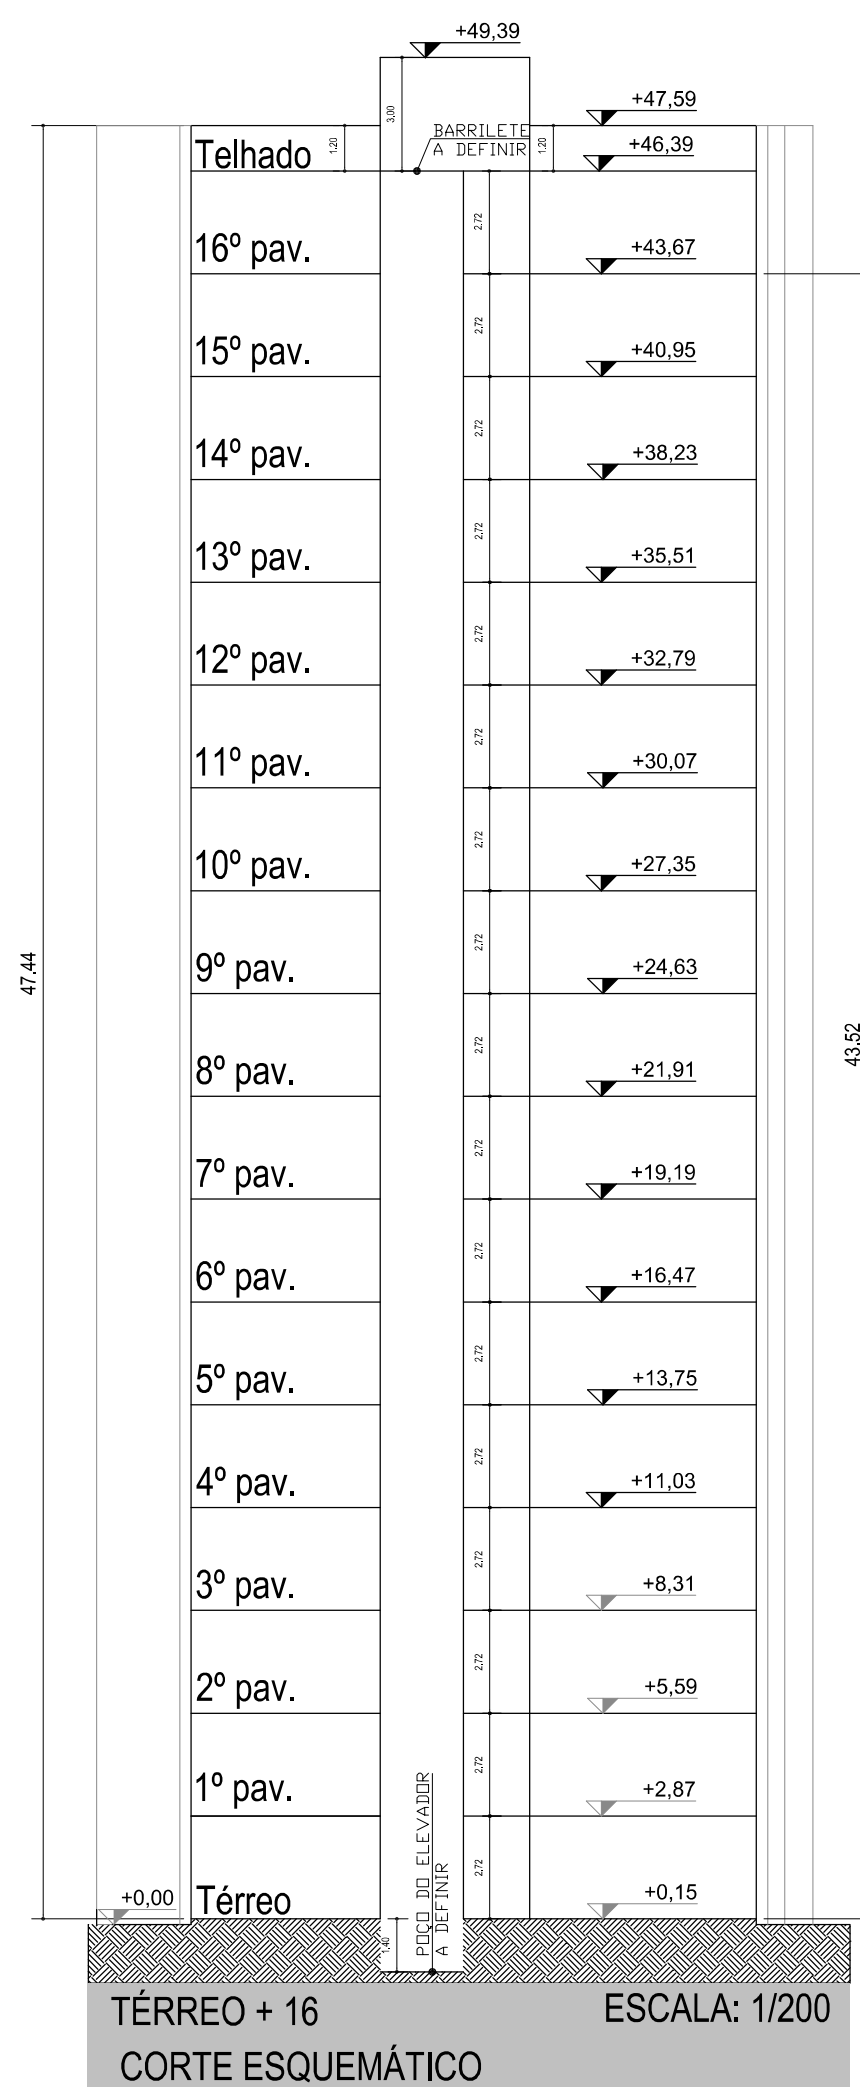 +49,39
3.00
+47,59
BARRILETE
A DEFINIR
Telhado
1.20
1.20
+46,39
2.72
16º pav.
+43,67
2.72
15º pav.
+40,95
2.72
14º pav.
+38,23
2.72
13º pav.
+35,51
2.72
12º pav.
+32,79
2.72
11º pav.
+30,07
2.72
10º pav.
+27,35
2.72
9º pav.
+24,63
47.44
2.72
8º pav.
+21,91
43.52
2.72
7º pav.
+19,19
2.72
6º pav.
+16,47
2.72
5º pav.
+13,75
2.72
4º pav.
+11,03
2.72
3º pav.
+8,31
2.72
2º pav.
+5,59
2.72
1º pav.
+2,87
POÇO DO ELEVADOR
A DEFINIR
2.72
+0,00
Térreo
+0,15
1.40
TÉRREO + 16
ESCALA: 1/200
CORTE ESQUEMÁTICO